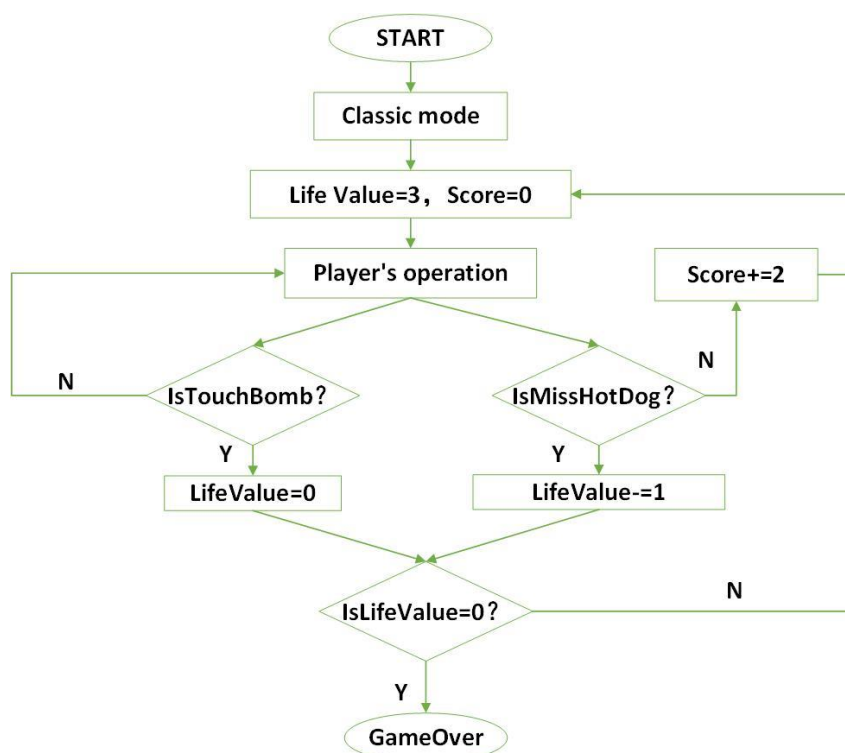 START
Classic mode
Life Value=3，Score=0
Player's operation
Score+=2
N
IsTouchBomb？
IsMissHotDog？
N
Y
Y
LifeValue=0
LifeValue-=1
IsLifeValue=0？
N
Y
GameOver